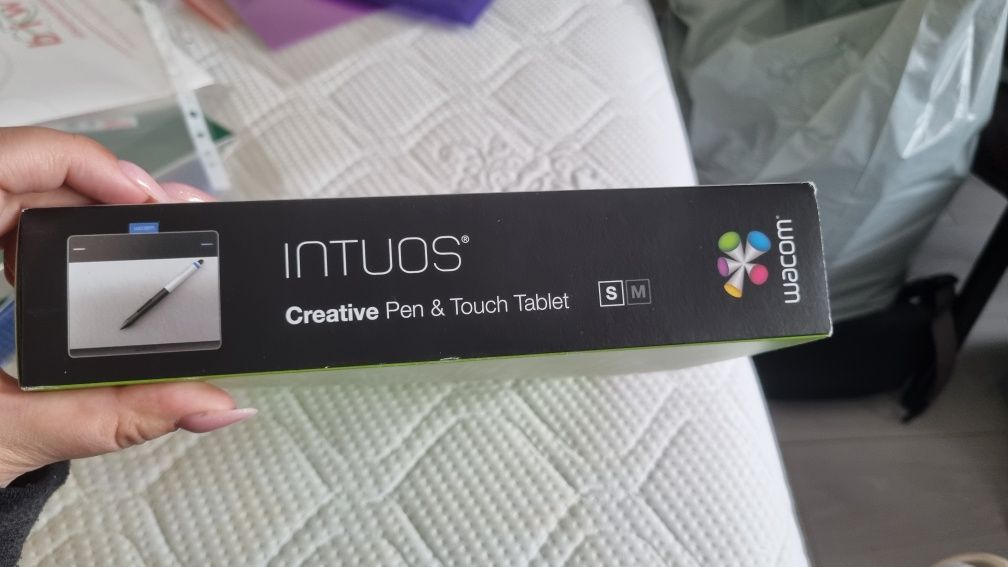 INTUOS®
Creative Pen & Touch Tablet
S M
wacom®